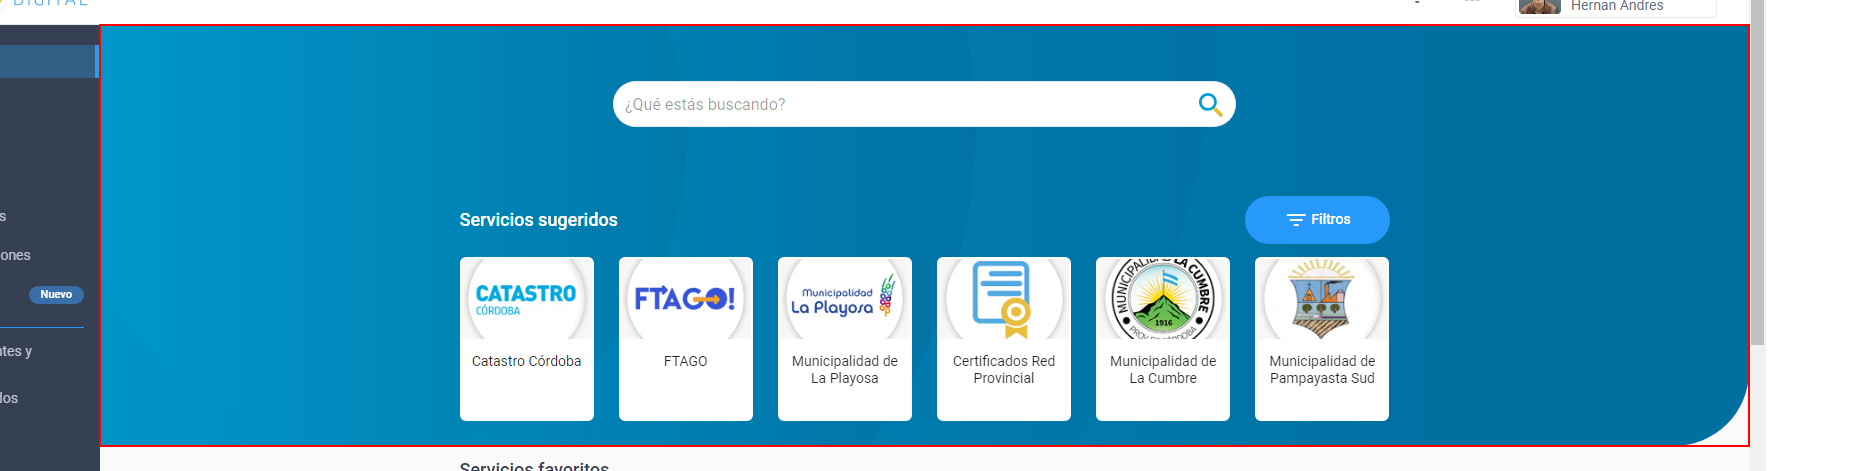 DIGITAL
Hernan Andres
¿Qué estás buscando?
Servicios sugeridos
Filtros
CATASTRO
CÓRDOBA
Catastro Córdoba
FTAGO!
FTAGO
Municipalidad
La Playosa
Municipalidad de
La Playosa
Certificados Red
Provincial
MUNICIPALIDAD LA CUMBRE
1916
PROV. DE CÓRDOBA
Municipalidad de
La Cumbre
Municipalidad de
Pampayasta Sud
s
ones
Nuevo
ntes y
dos
Servicios favoritos